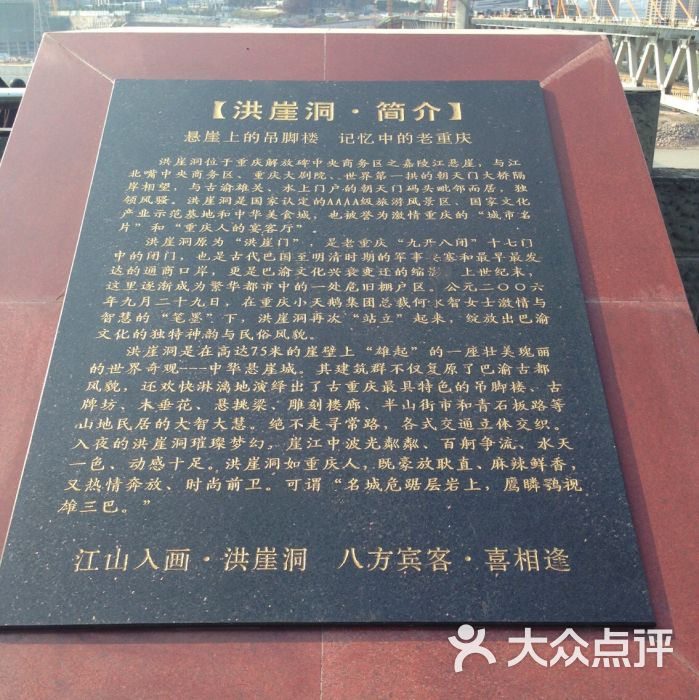 【洪崖洞·简介】
悬崖上的吊脚楼 记忆中的老重庆
洪崖洞位于重庆解放碑中央商务区之嘉陵江悬崖，与江
北嘴中央商务区、重庆大剧院、世界第一拱的朝天门大桥隔
岸相望，与古渝雄关、水上门户的朝天门码头毗邻而居，独
领风骚。洪崖洞是国家认定的AAAA级旅游风景区、国家文化
产业示范基地和中华美食城，也被誉为激情重庆的“城市名
片”和“重庆人的宴客厅”。
洪崖洞原为“洪崖门”，是老重庆“九开八闭”十七门
中的闭门，也是古代巴国至明清时期的军事 塞和最早最发
达的通商口岸，更是巴渝文化兴衰变迁的缩影 上世纪末，
这里逐渐成为繁华都市中的一处危旧棚户区。公元二〇〇六
年九月二十九日，在重庆小天鹅集团总裁何永智女士激情与
智慧的“笔墨”下，洪崖洞再次“站立”起来，绽放出巴渝
文化的独特神韵与民俗风貌。
洪崖洞是在高达75米的崖壁上“雄起”的一座壮美瑰丽
的世界奇观---中华悬崖城。其建筑群不仅复原了巴渝古都
风貌，还欢快淋漓地演绎出了古重庆最具特色的吊脚楼、古
牌坊、木垂花、悬挑梁、雕刻楼廊、半山街市和青石板路等
山地民居的大智大慧。绝不走寻常路，各式交通立体交织。
入夜的洪崖洞璀璨梦幻，崖江中波光粼粼、百舸争流、水天
一色、动感十足。洪崖洞如重庆人，既豪放耿直、麻辣鲜香，
又热情奔放、时尚前卫。可谓“名城危踞层岩上，鹰瞵鹗视
雄三巴。”
江山入画·洪崖洞 八方宾客·喜相逢
大众点评